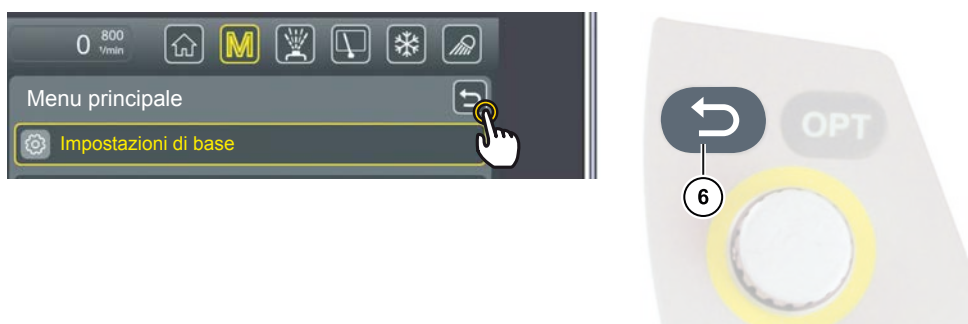 0 800
1/min
M
Menu principale
Impostazioni di base
OPT
6